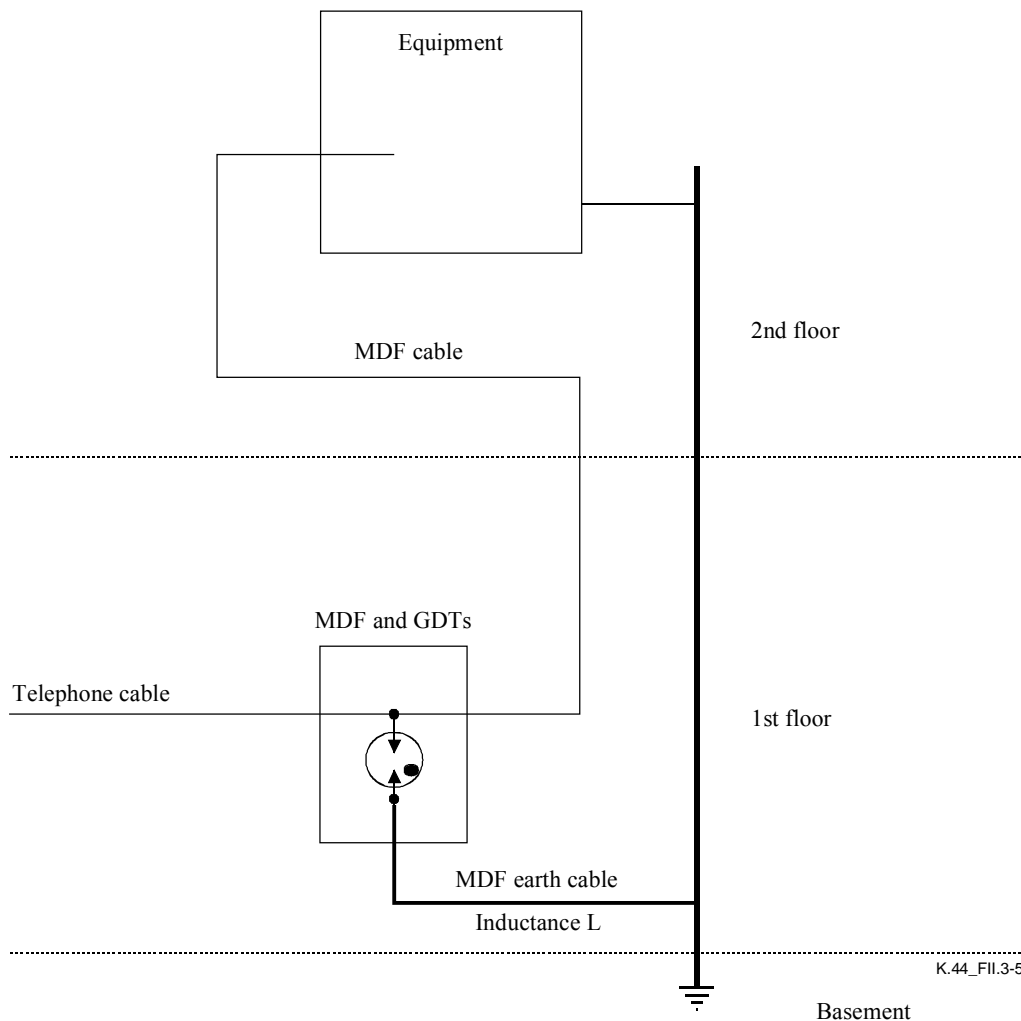 Equipment
2nd floor
MDF cable
MDF and GDTs
Telephone cable
1st floor
MDF earth cable
Inductance L
K.44_FII.3-5
Basement